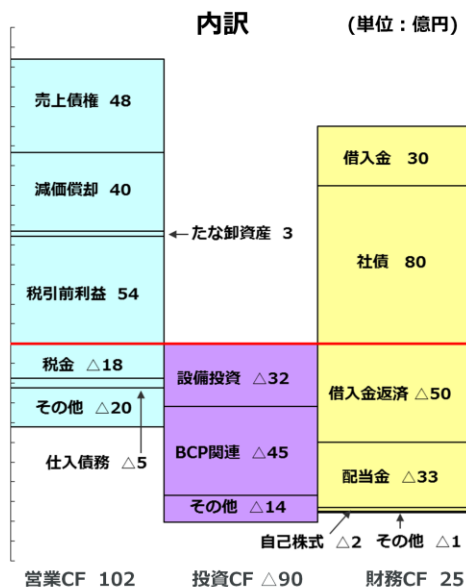 内訳
(単位：億円)
売上債権 48
減価償却 40
←たな卸資産 3
税引前利益 54
税金 △18
その他 △20
仕入債務 △5
設備投資 △32
BCP関連 △45
その他 △14
借入金 30
社債 80
借入金返済 △50
配当金 △33
自己株式 △2
その他 △1
営業CF 102
投資CF △90
財務CF 25